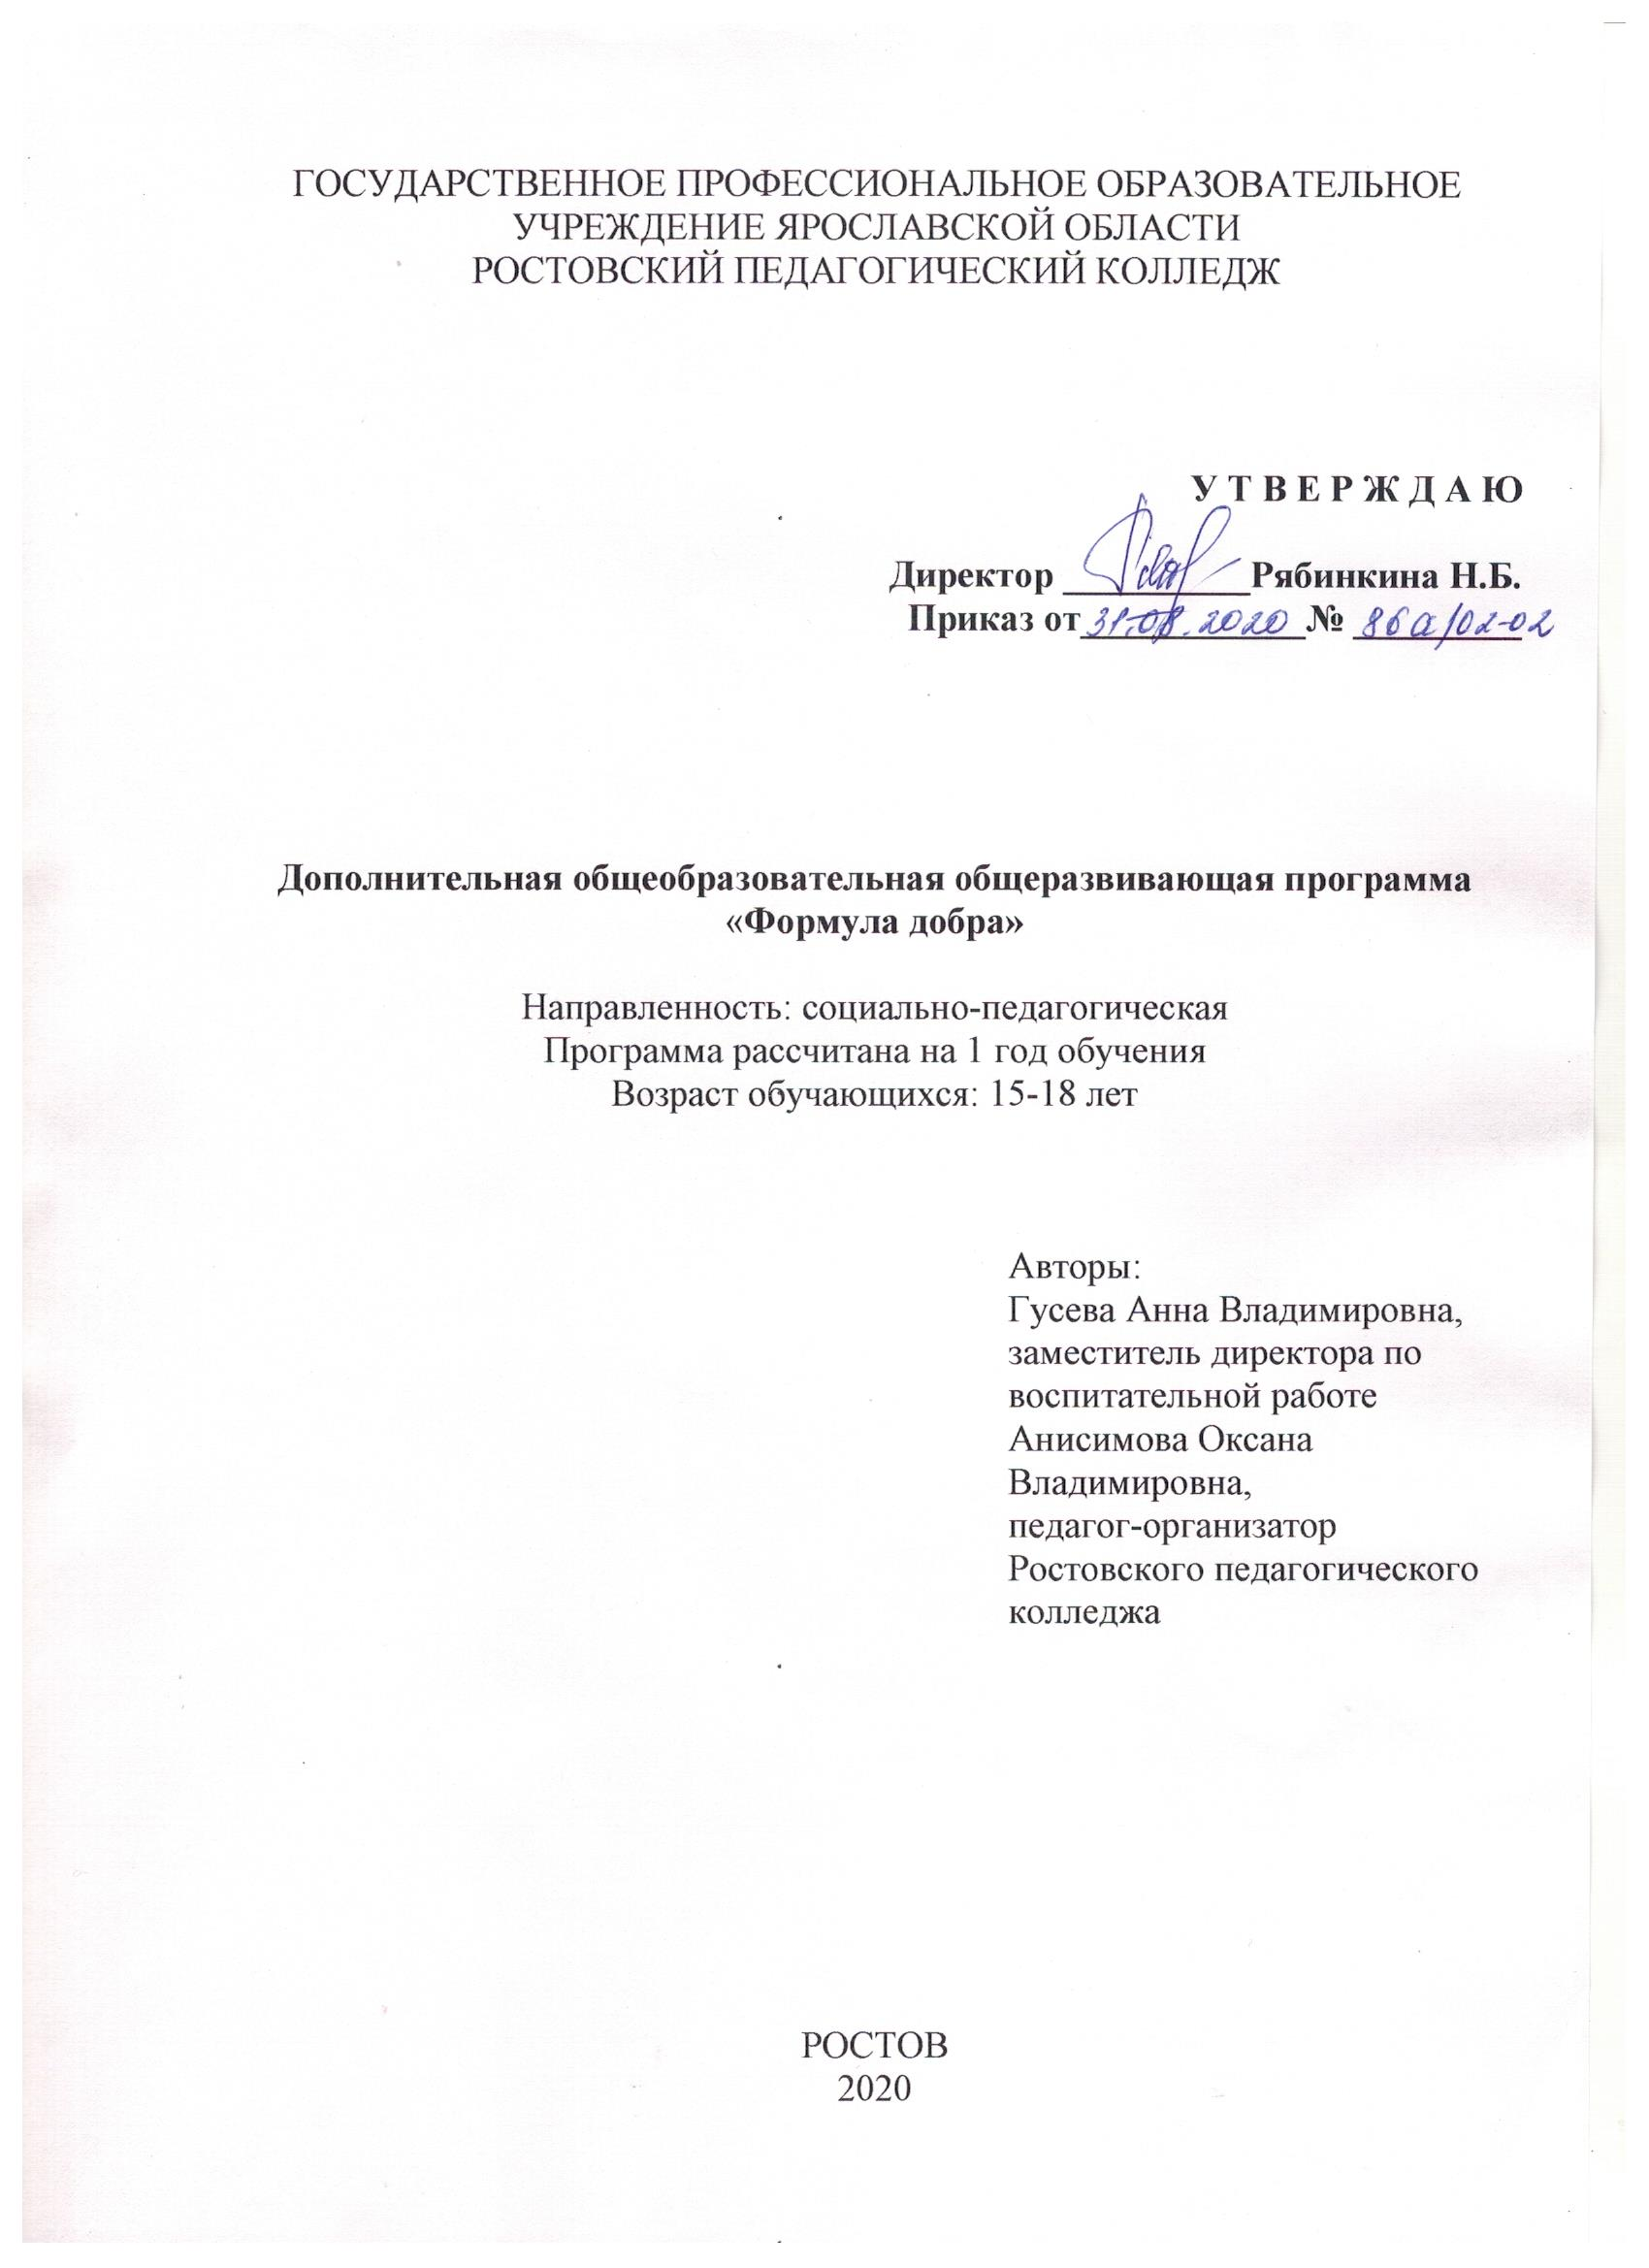 ГОСУДАРСТВЕННОЕ ПРОФЕССИОНАЛЬНОЕ ОБРАЗОВАТЕЛЬНОЕ
УЧРЕЖДЕНИЕ ЯРОСЛАВСКОЙ ОБЛАСТИ
РОСТОВСКИЙ ПЕДАГОГИЧЕСКИЙ КОЛЛЕДЖ
У Т В Е Р Ж Д А Ю
Директор __________Рябинкина Н.Б.
Приказ от 31.08.2020 № 86а/02-02
Дополнительная общеобразовательная общеразвивающая программа
«Формула добра»
Направленность: социально-педагогическая
Программа рассчитана на 1 год обучения
Возраст обучающихся: 15-18 лет
Авторы:
Гусева Анна Владимировна,
заместитель директора по
воспитательной работе
Анисимова Оксана
Владимировна,
педагог-организатор
Ростовского педагогического
колледжа
РОСТОВ
2020